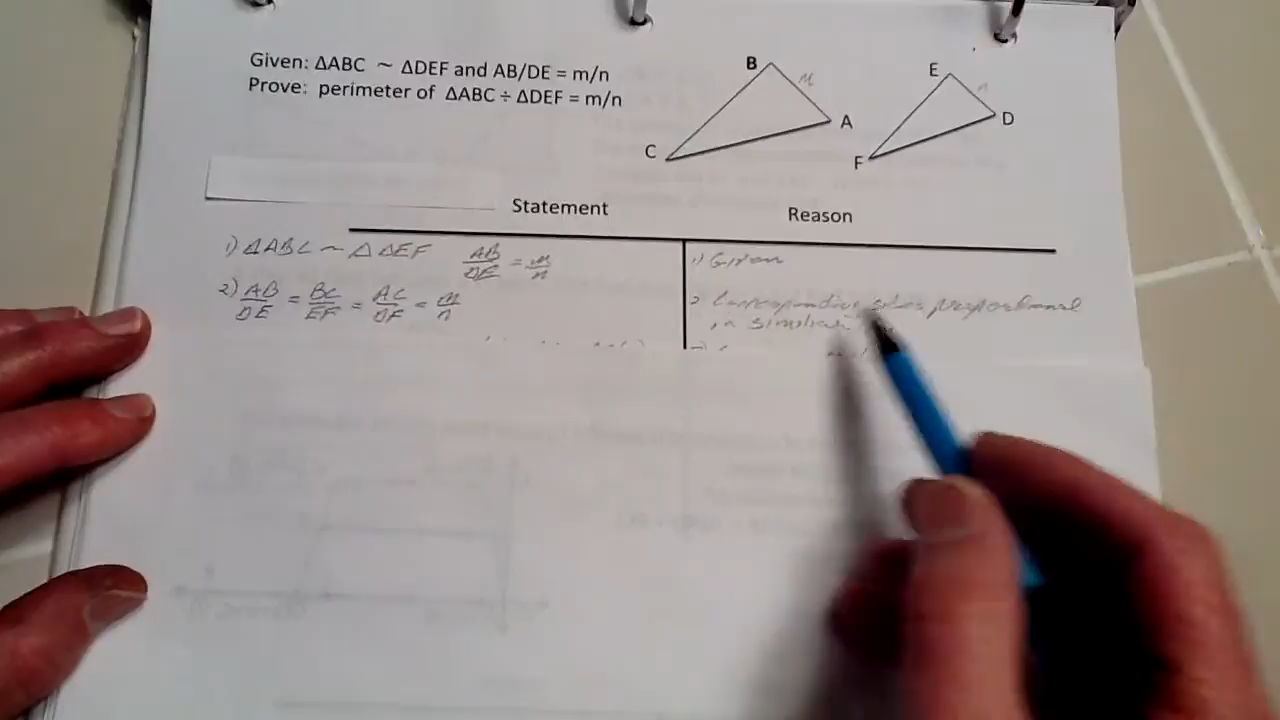 Given: ΔABC ~ ΔDEF and AB/DE = m/n
Prove: perimeter of ΔABC ÷ ΔDEF = m/n
B
M
A
C
E
n
D
F
Statement
Reason
1) ΔABC ~ ΔDEF AB/DE = m/n
1) Given
2) AB/DE = BC/EF = AC/DF = m/n
2 Corresponding sides proportional
in similar